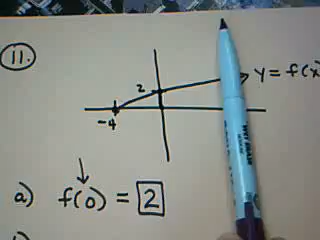 11.
2
y = f(x
-4
a) f(0) = 2